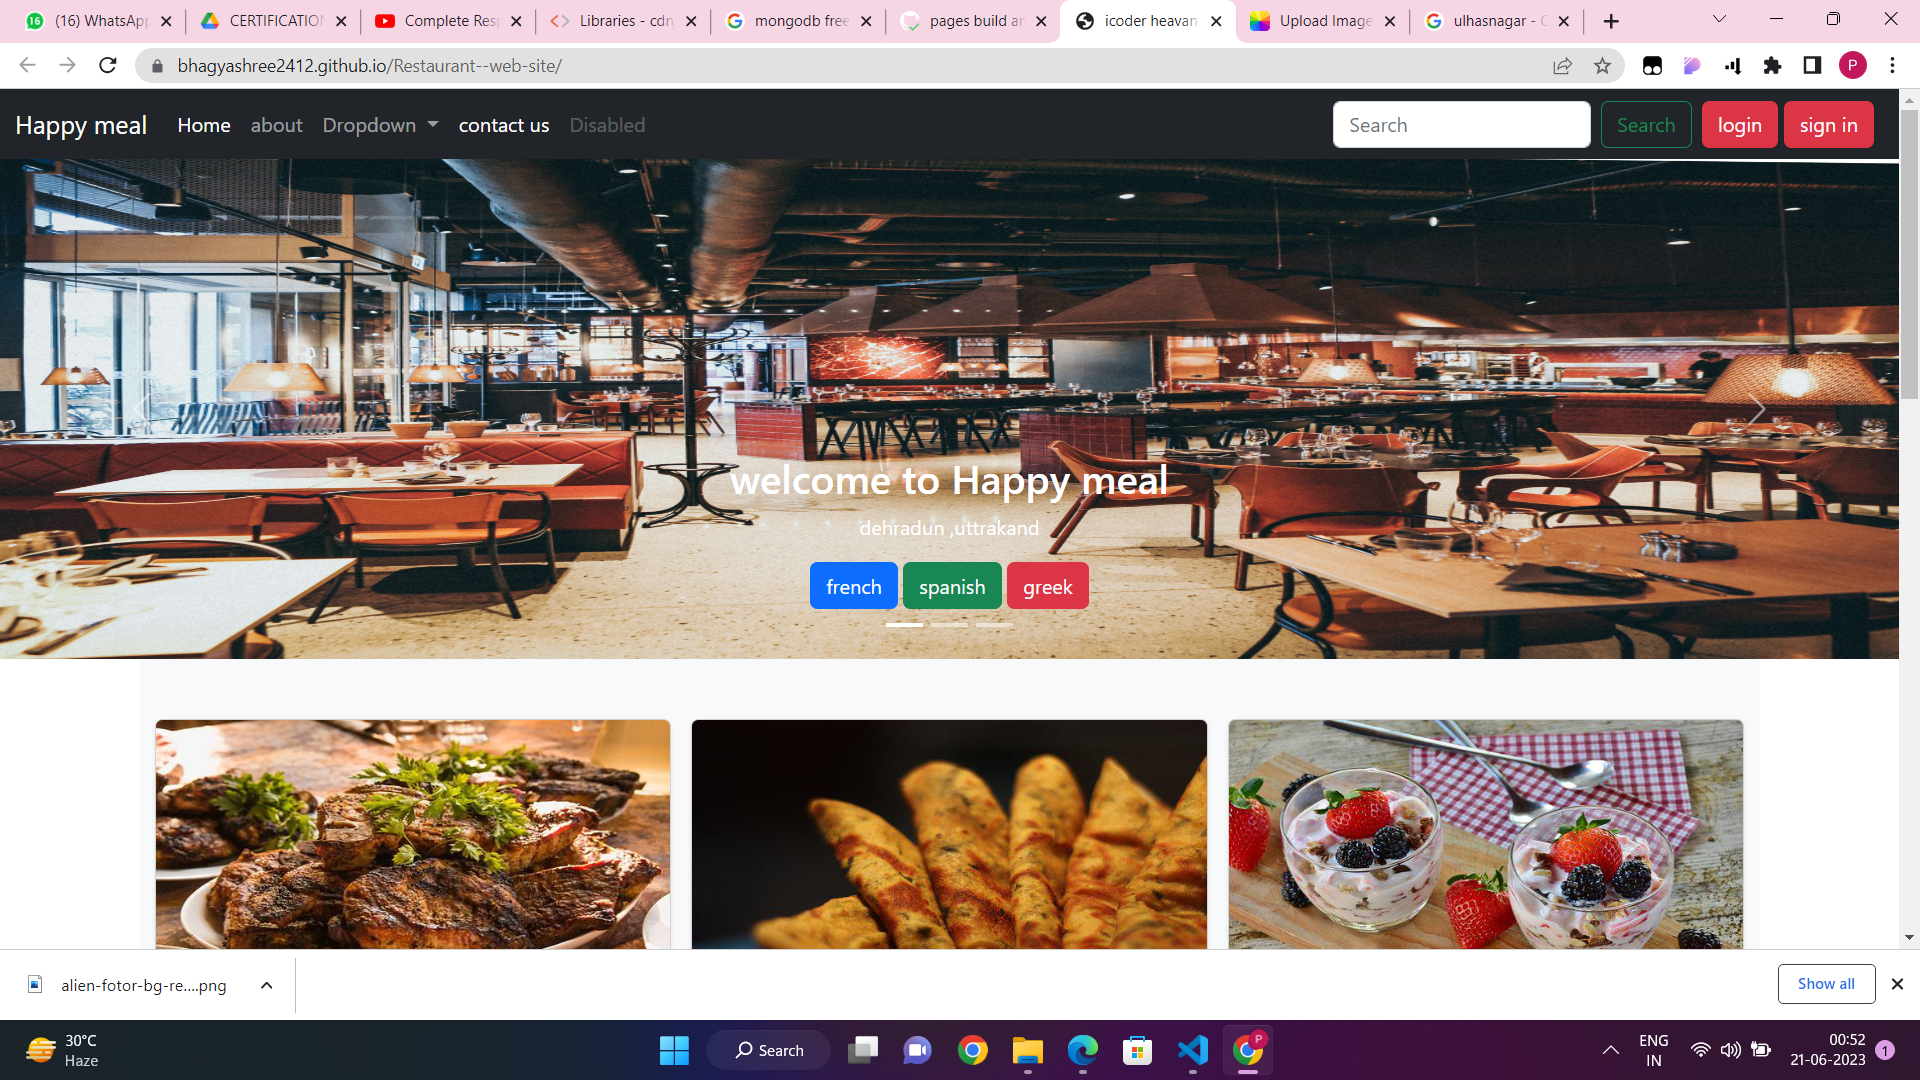 (16) WhatsApp
CERTIFICATION
Complete Resp
Libraries - cdn
mongodb free
pages build an
icoder heavan
Upload Image
ulhasnagar - G
bhagyashree2412.github.io/Restaurant--web-site/
P
Happy meal Home about Dropdown contact us Disabled Search Search login sign in
welcome to Happy meal
dehradun ,uttrakand
french spanish greek
alien-fotor-bg-re....png
Show all
30°C
Haze
Search
P
ENG
IN
00:52
21-06-2023
1